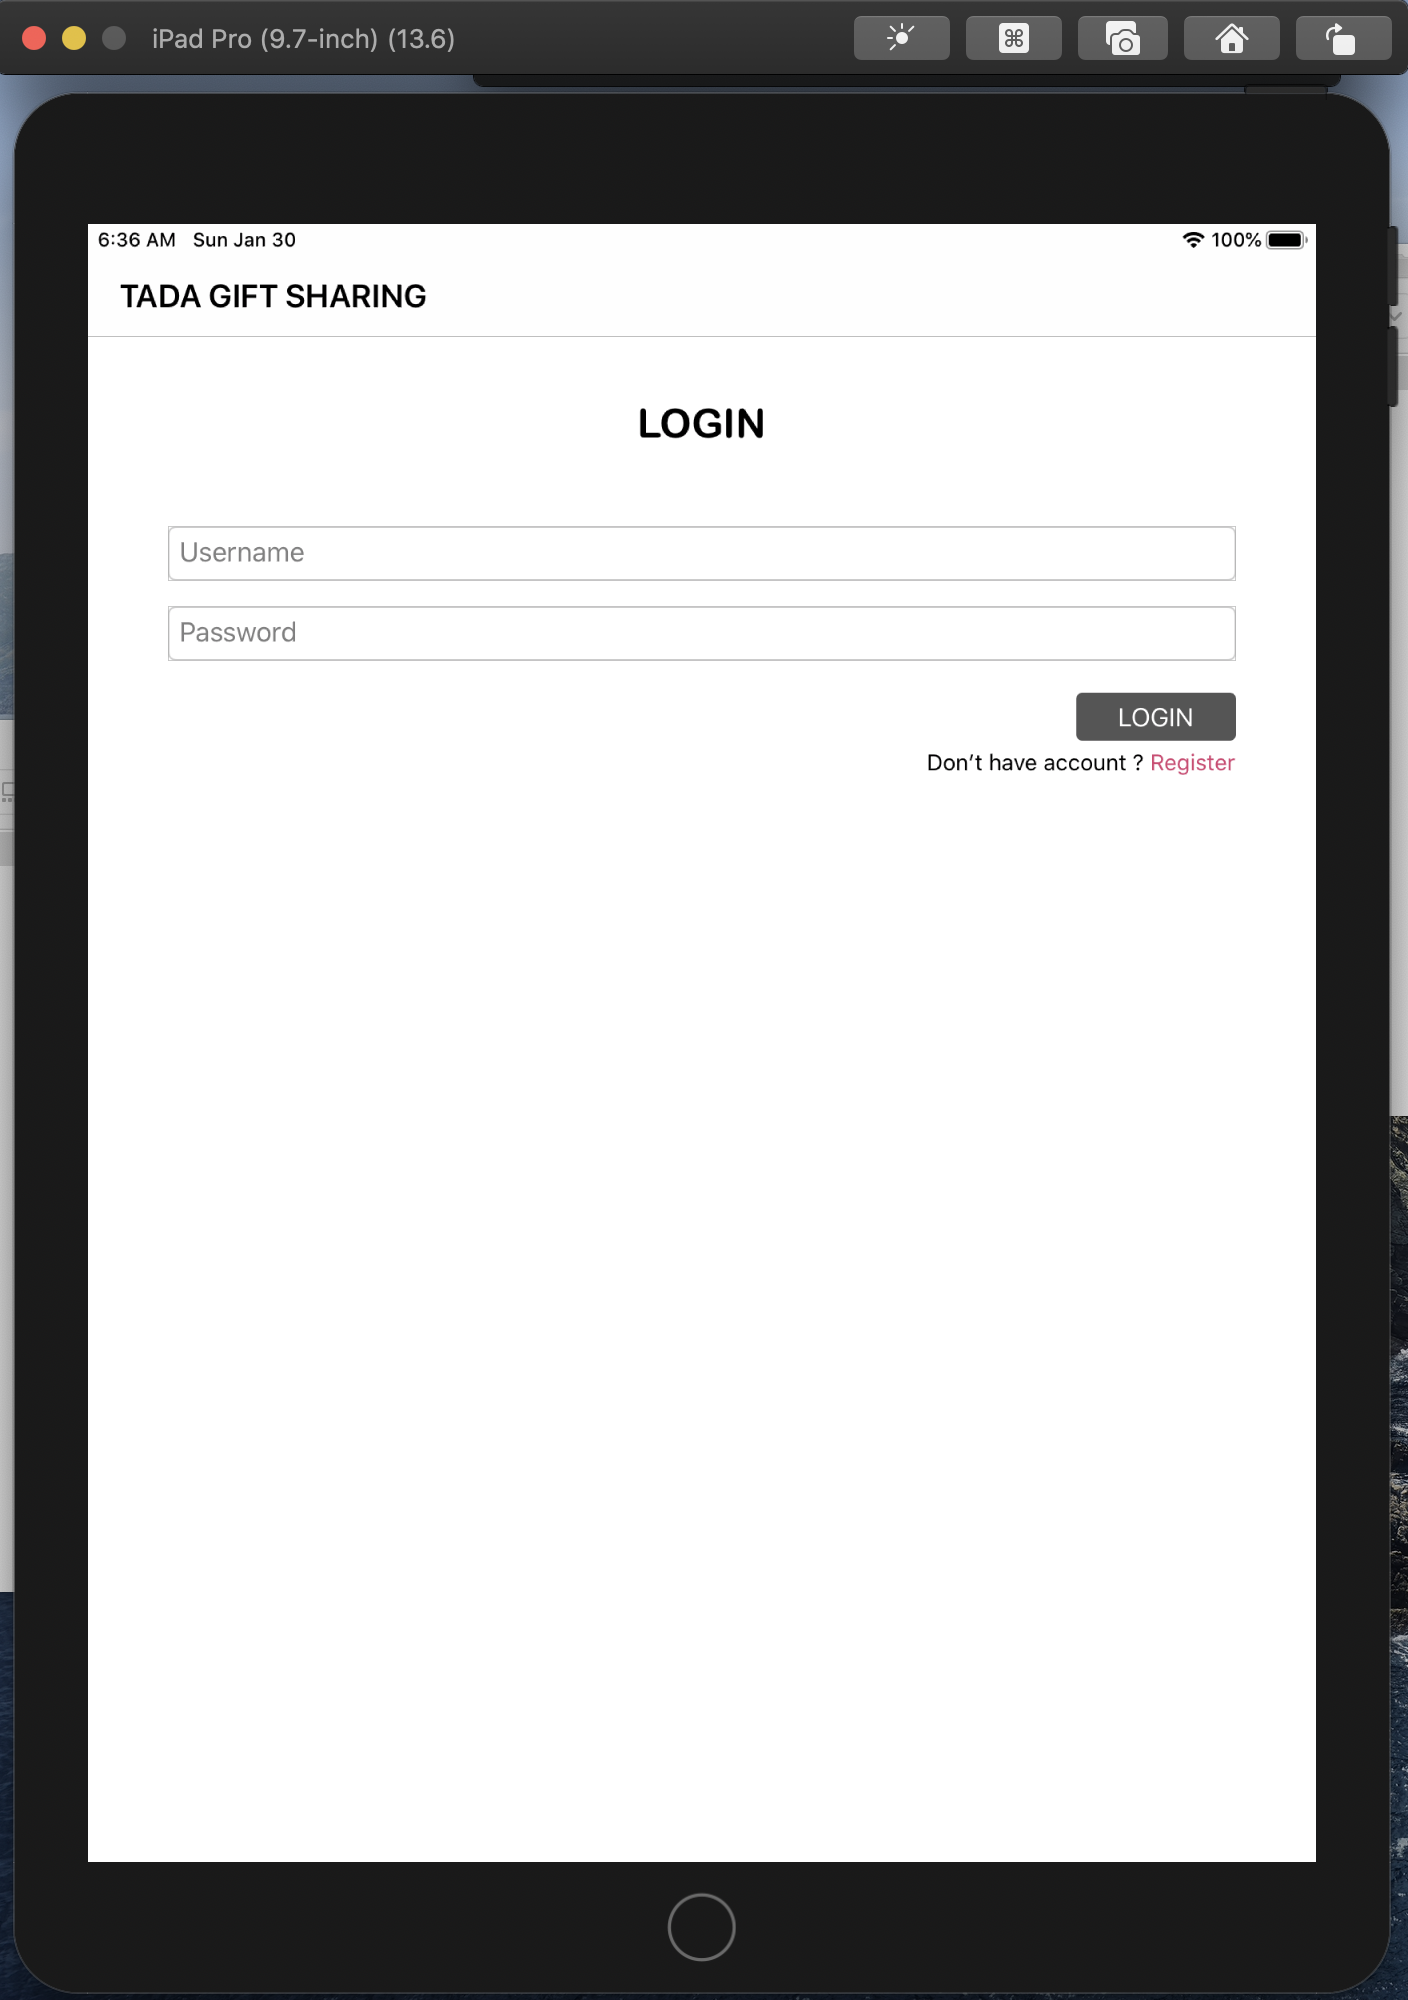 iPad Pro (9.7-inch) (13.6)
6:36 AM Sun Jan 30 100%
TADA GIFT SHARING
LOGIN
Username
Password
LOGIN
Don’t have account ? Register